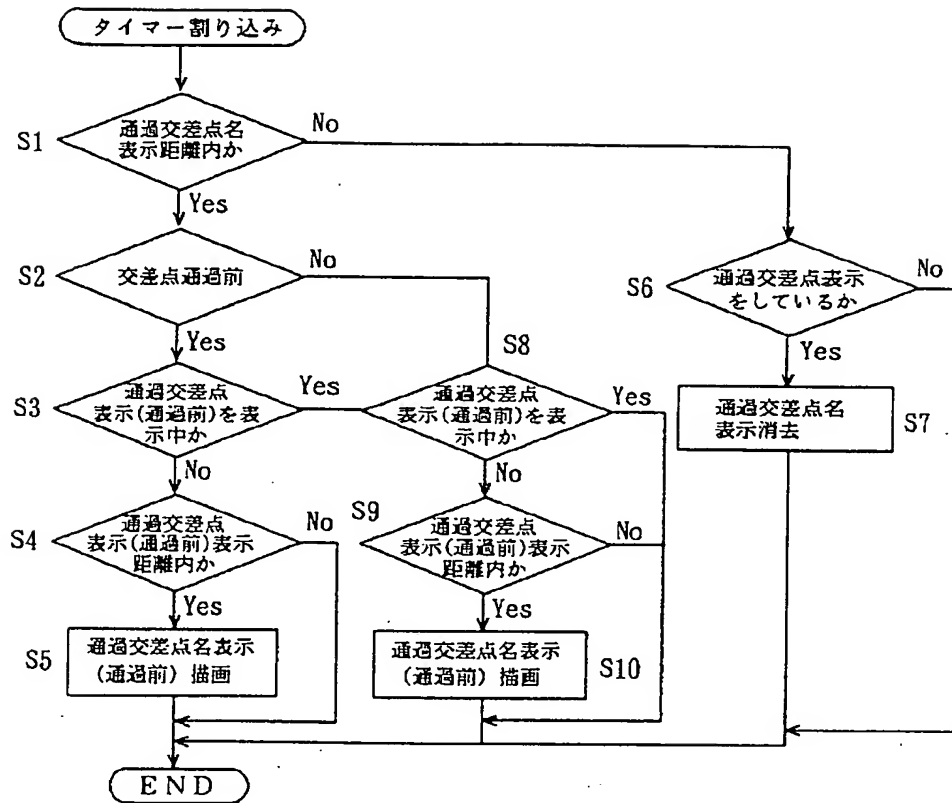 タイマー割り込み
S1
通過交差点名
表示距離内か
No
Yes
S2
交差点通過前
No
Yes
S6
通過交差点表示
をしているか
No
Yes
S3
通過交差点
表示(通過前)を表
示中か
Yes
No
S8
通過交差点
表示(通過前)を表
示中か
Yes
No
通過交差点名
表示消去
S7
S4
通過交差点
表示(通過前)表示
距離内か
No
Yes
S9
通過交差点
表示(通過前)表示
距離内か
No
Yes
S5
通過交差点名表示
(通過前) 描画
通過交差点名表示
(通過前) 描画
S10
END